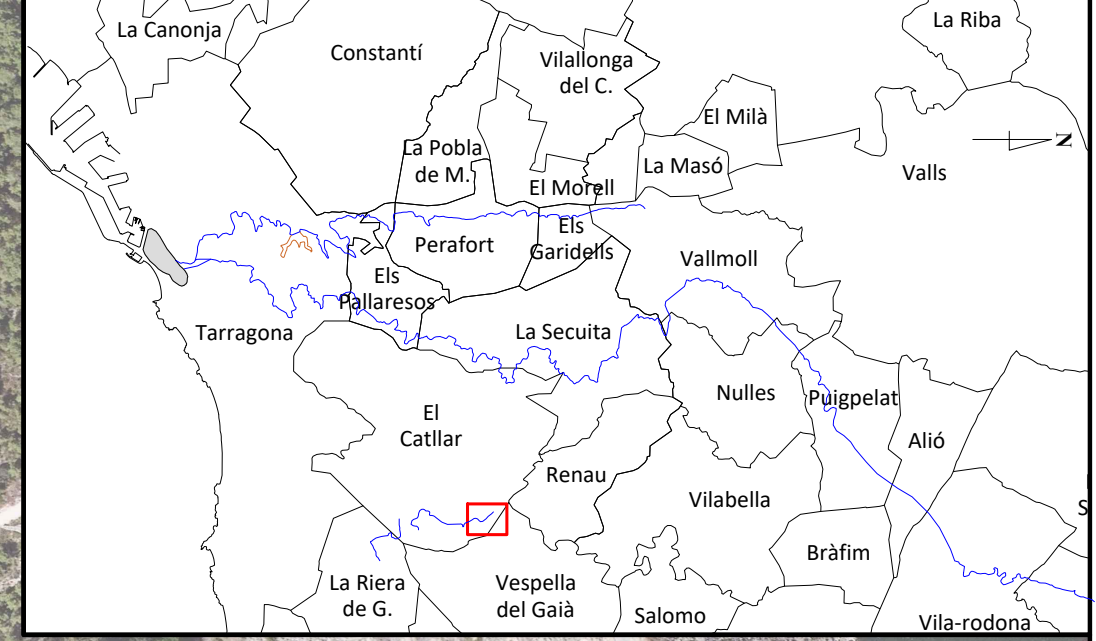 La Canonja
Constantí
Vilallonga
del C.
La Riba
El Milà
La Pobla
de M.
La Masó
Valls
N
El Morell
Els
Garidells
Perafort
Vallmoll
Els
Pallaresos
Tarragona
La Secuita
Nulles
Puigpelat
El
Catllar
Alió
Renau
Vilabella
S
Bràfim
La Riera
de G.
Vespella
del Gaià
Salomo
Vila-rodona